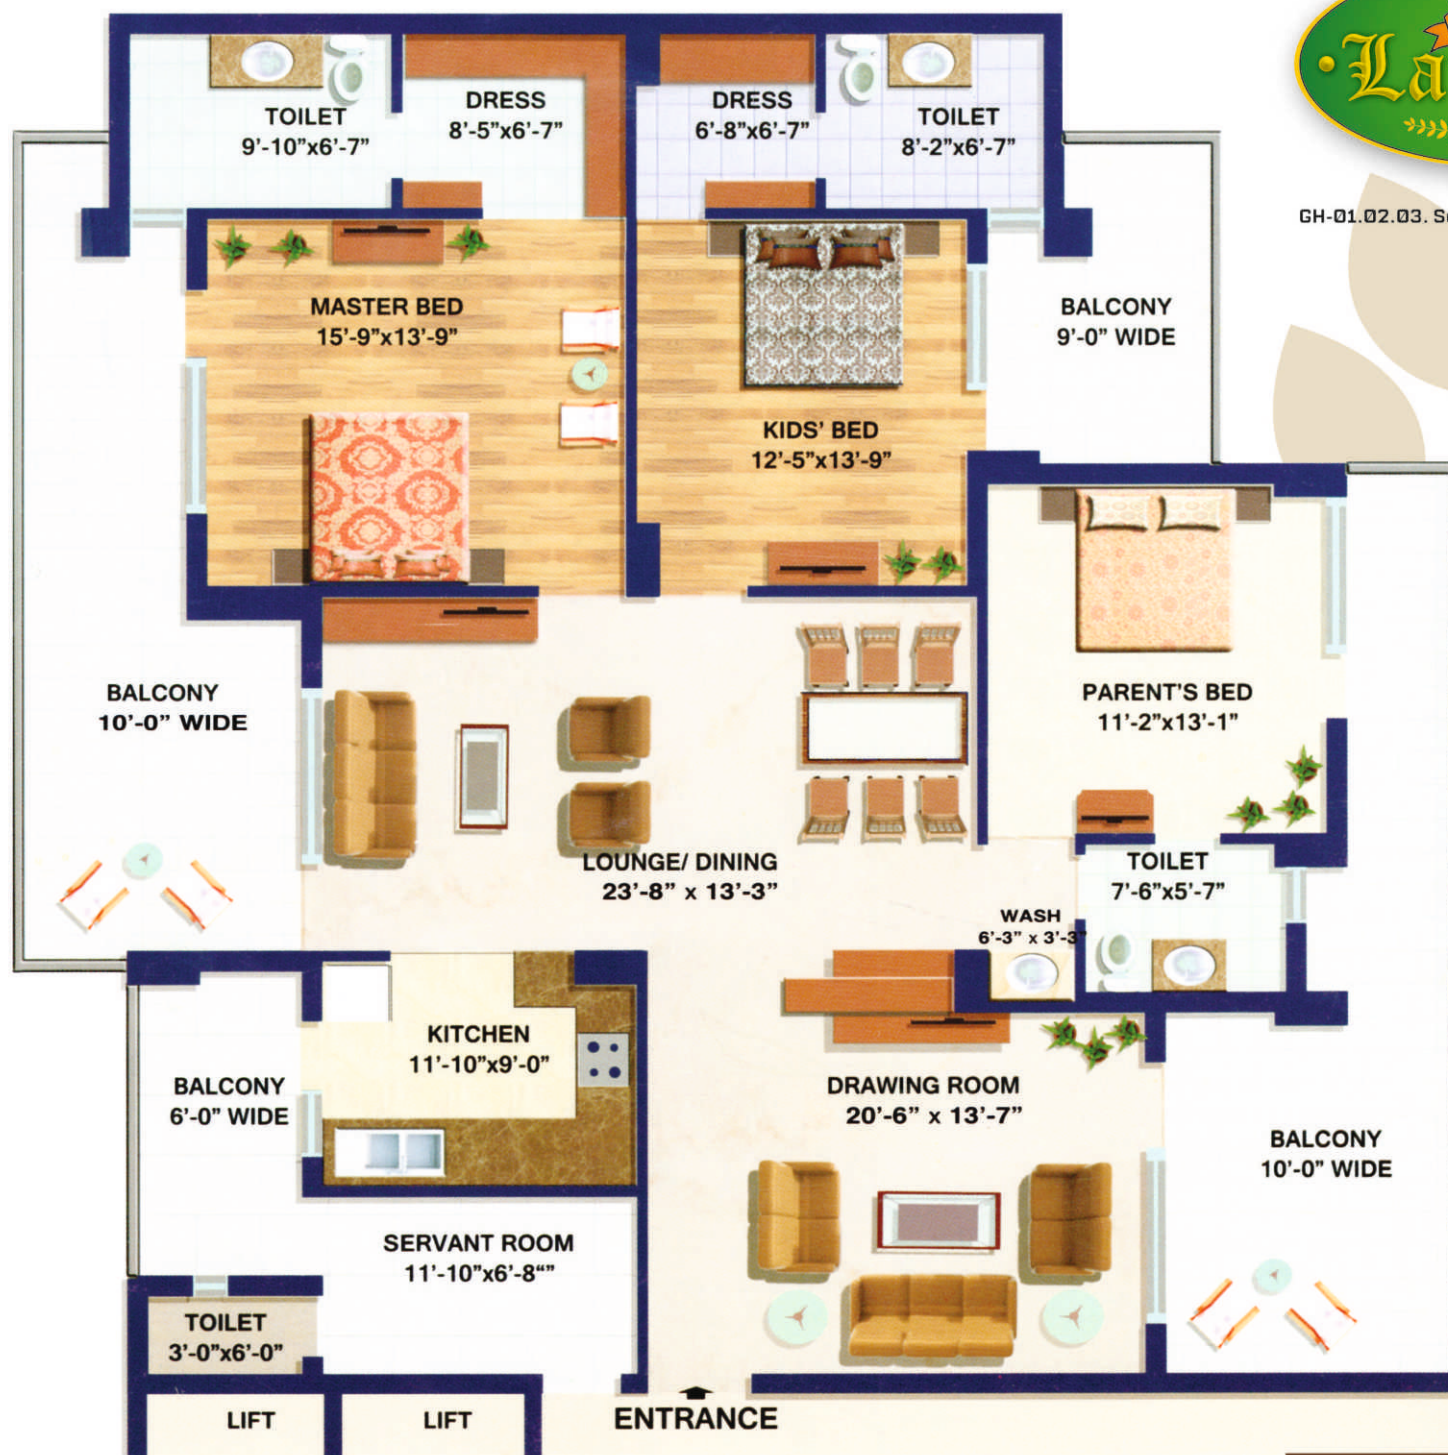 La
GH-01.02.03. S
TOILET
9'-10"x6'-7"
DRESS
8'-5"x6'-7"
DRESS
6'-8"x6'-7"
TOILET
8'-2"x6'-7"
MASTER BED
15'-9"x13'-9"
BALCONY
9'-0" WIDE
KIDS' BED
12'-5"x13'-9"
BALCONY
10'-0" WIDE
PARENT'S BED
11'-2"x13'-1"
LOUNGE/ DINING
23'-8" x 13'-3"
TOILET
7'-6"x5'-7"
WASH
6'-3" x 3'-3"
KITCHEN
11'-10"x9'-0"
BALCONY
6'-0" WIDE
DRAWING ROOM
20'-6" x 13'-7"
BALCONY
10'-0" WIDE
SERVANT ROOM
11'-10"x6'-8""
TOILET
3'-0"x6'-0"
LIFT
LIFT
ENTRANCE